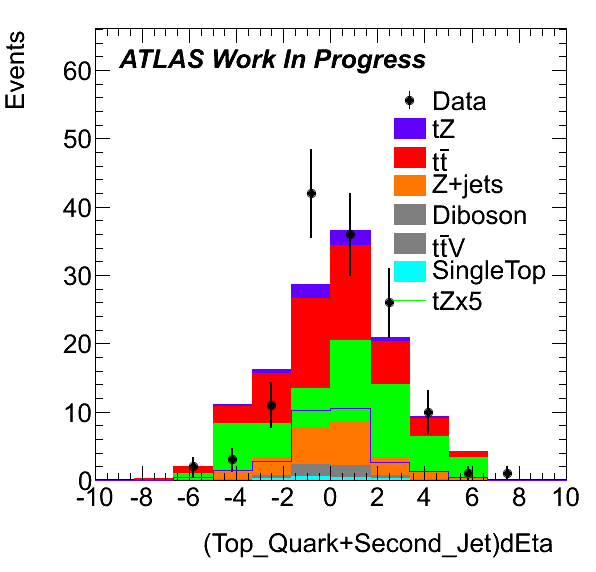 Events
ATLAS Work In Progress
60
50
40
30
20
10
0
Data
tZ
tt̄
Z+jets
Diboson
tt̄V
SingleTop
tZx5
-10 -8 -6 -4 -2 0 2 4 6 8 10
(Top_Quark+Second_Jet)dEta